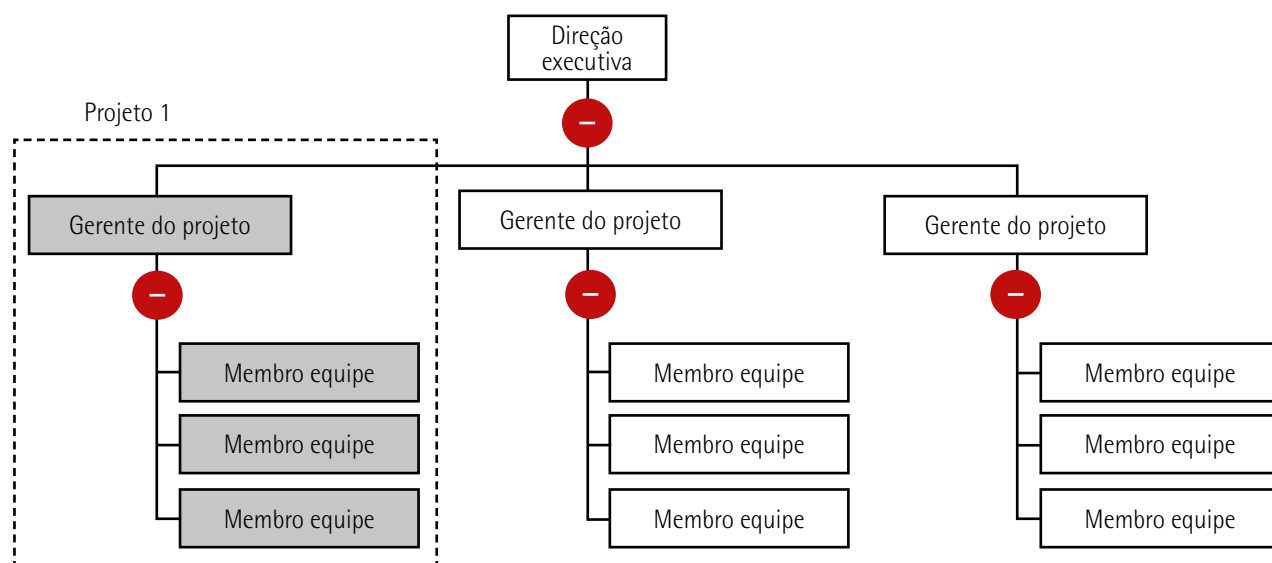 Direção
executiva
Projeto 1
–
Gerente do projeto
Gerente do projeto
Gerente do projeto
–
–
–
Membro equipe
Membro equipe
Membro equipe
Membro equipe
Membro equipe
Membro equipe
Membro equipe
Membro equipe
Membro equipe